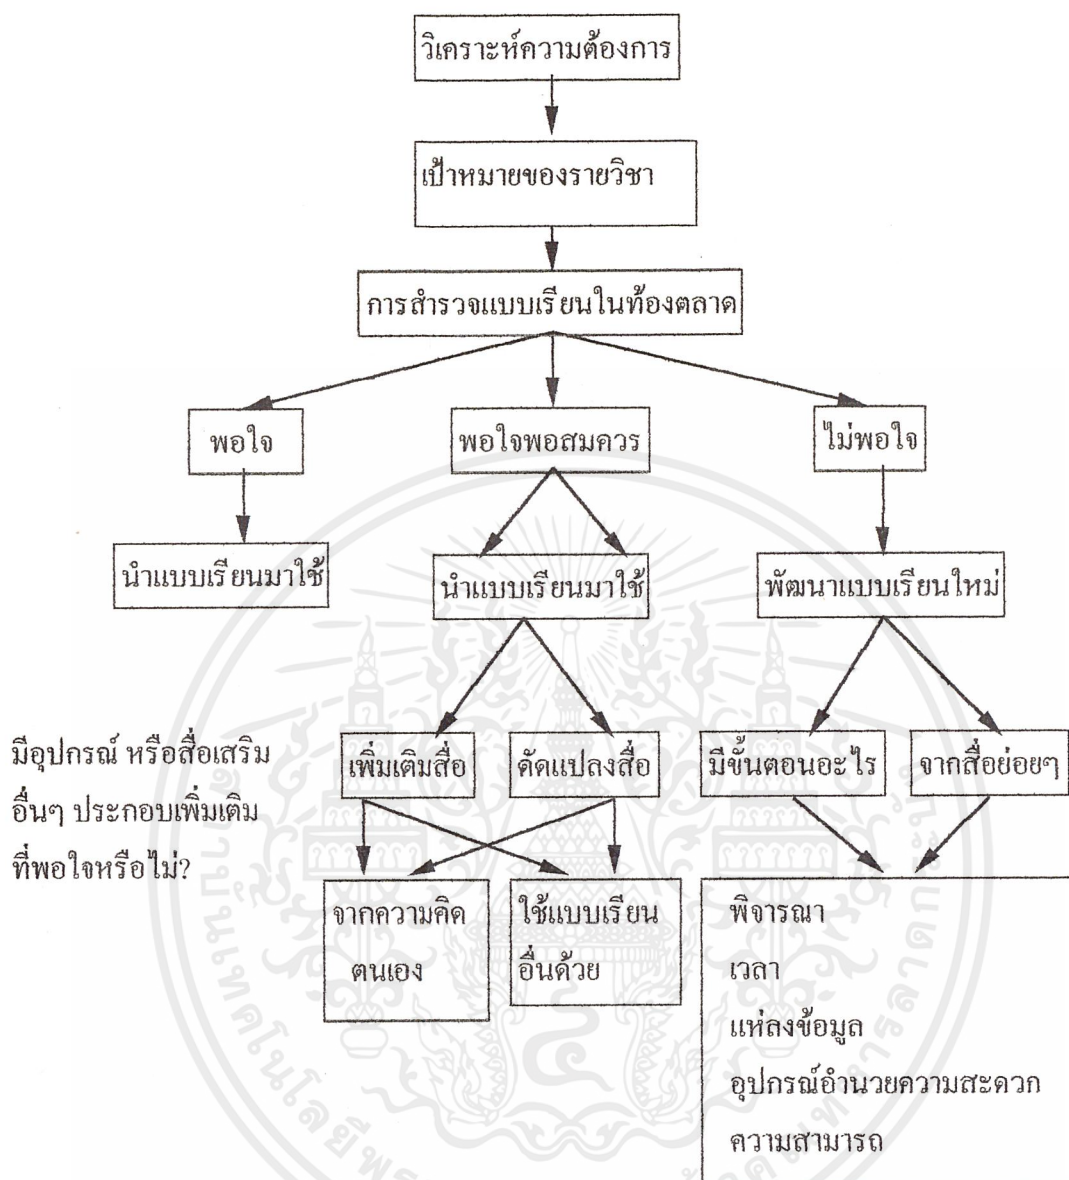 วิเคราะห์ความต้องการ
เป้าหมายของรายวิชา
การสำรวจแบบเรียนในท้องตลาด
พอใจ
พอใจพอสมควร
ไม่พอใจ
นำแบบเรียนมาใช้
นำแบบเรียนมาใช้
พัฒนาแบบเรียนใหม่
มีอุปกรณ์ หรือสื่อเสริม
อื่นๆ ประกอบเพิ่มเติม
ที่พอใจหรือไม่?
เพิ่มเติมสื่อ
ดัดแปลงสื่อ
มีขั้นตอนอะไร
จากสื่อย่อยๆ
จากความคิด
ตนเอง
ใช้แบบเรียน
อื่นด้วย
พิจารณา
เวลา
แห่ลงข้อมูล
อุปกรณ์อำนวยความสะดวก
ความสามารถ